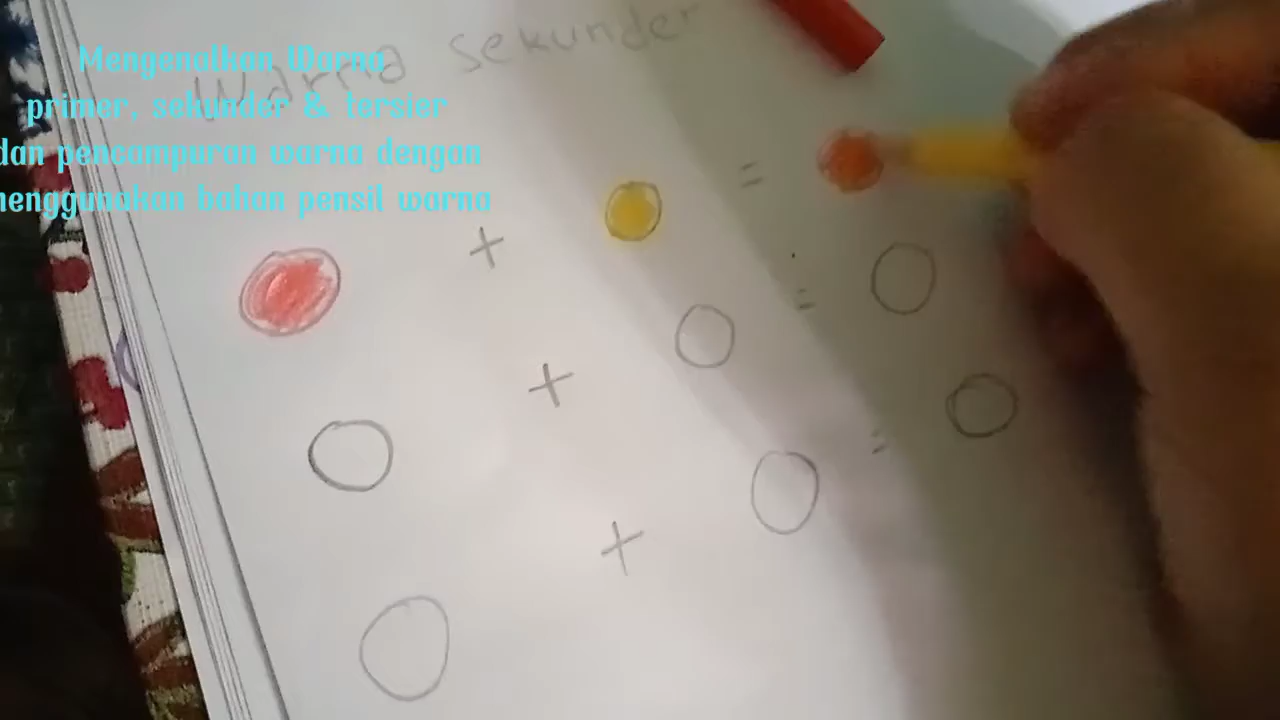 Mengenalkan Warna
primer, sekunder & tersier
dan pencampuran warna dengan
menggunakan bahan pensil warna
Warna sekunder
+ =
+ =
+ =